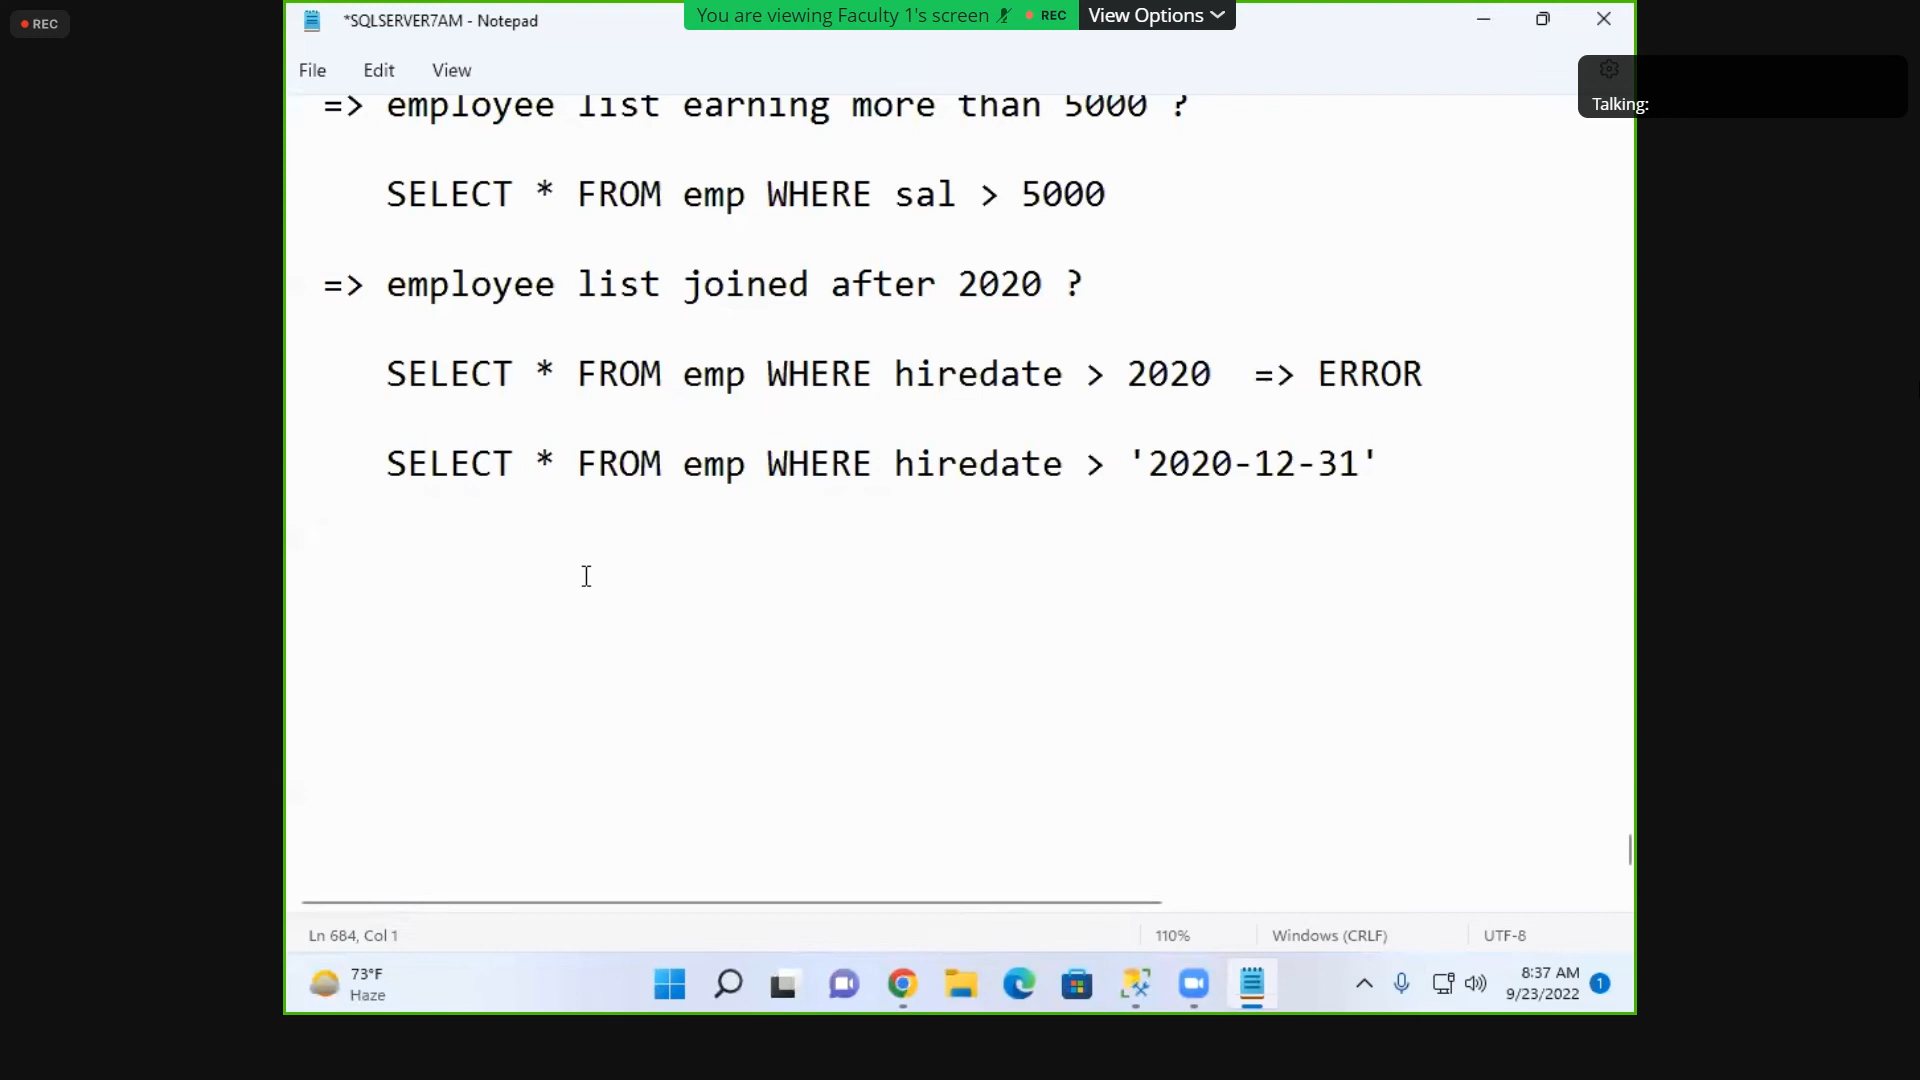 REC
*SQLSERVER7AM - Notepad
You are viewing Faculty 1's screen
REC
View Options
File Edit View
Talking:
=> employee list earning more than 5000 ?
SELECT * FROM emp WHERE sal > 5000
=> employee list joined after 2020 ?
SELECT * FROM emp WHERE hiredate > 2020 => ERROR
SELECT * FROM emp WHERE hiredate > '2020-12-31'
Ln 684, Col 1 110% Windows (CRLF) UTF-8
73°F
Haze
8:37 AM
9/23/2022
1